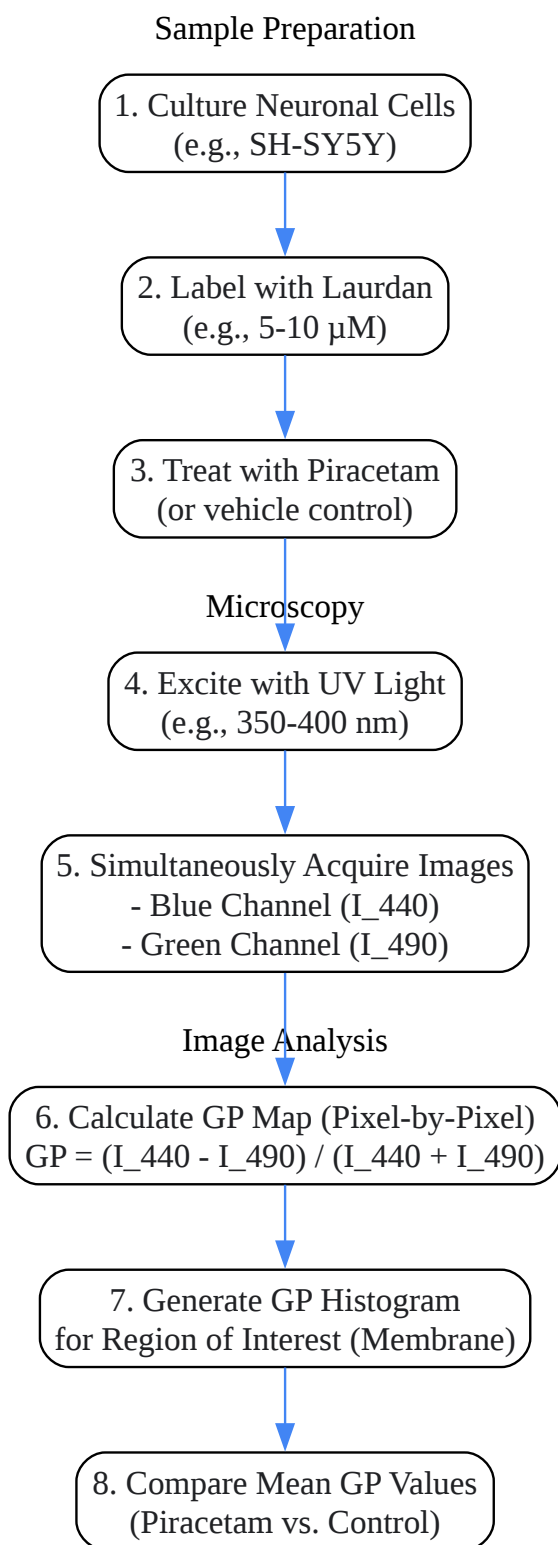 Sample Preparation
1. Culture Neuronal Cells
(e.g., SH-SY5Y)
2. Label with Laurdan
(e.g., 5-10 µM)
3. Treat with Piracetam
(or vehicle control)
Microscopy
4. Excite with UV Light
(e.g., 350-400 nm)
5. Simultaneously Acquire Images
- Blue Channel (I_440)
- Green Channel (I_490)
Image Analysis
6. Calculate GP Map (Pixel-by-Pixel)
GP = (I_440 - I_490) / (I_440 + I_490)
7. Generate GP Histogram
for Region of Interest (Membrane)
8. Compare Mean GP Values
(Piracetam vs. Control)